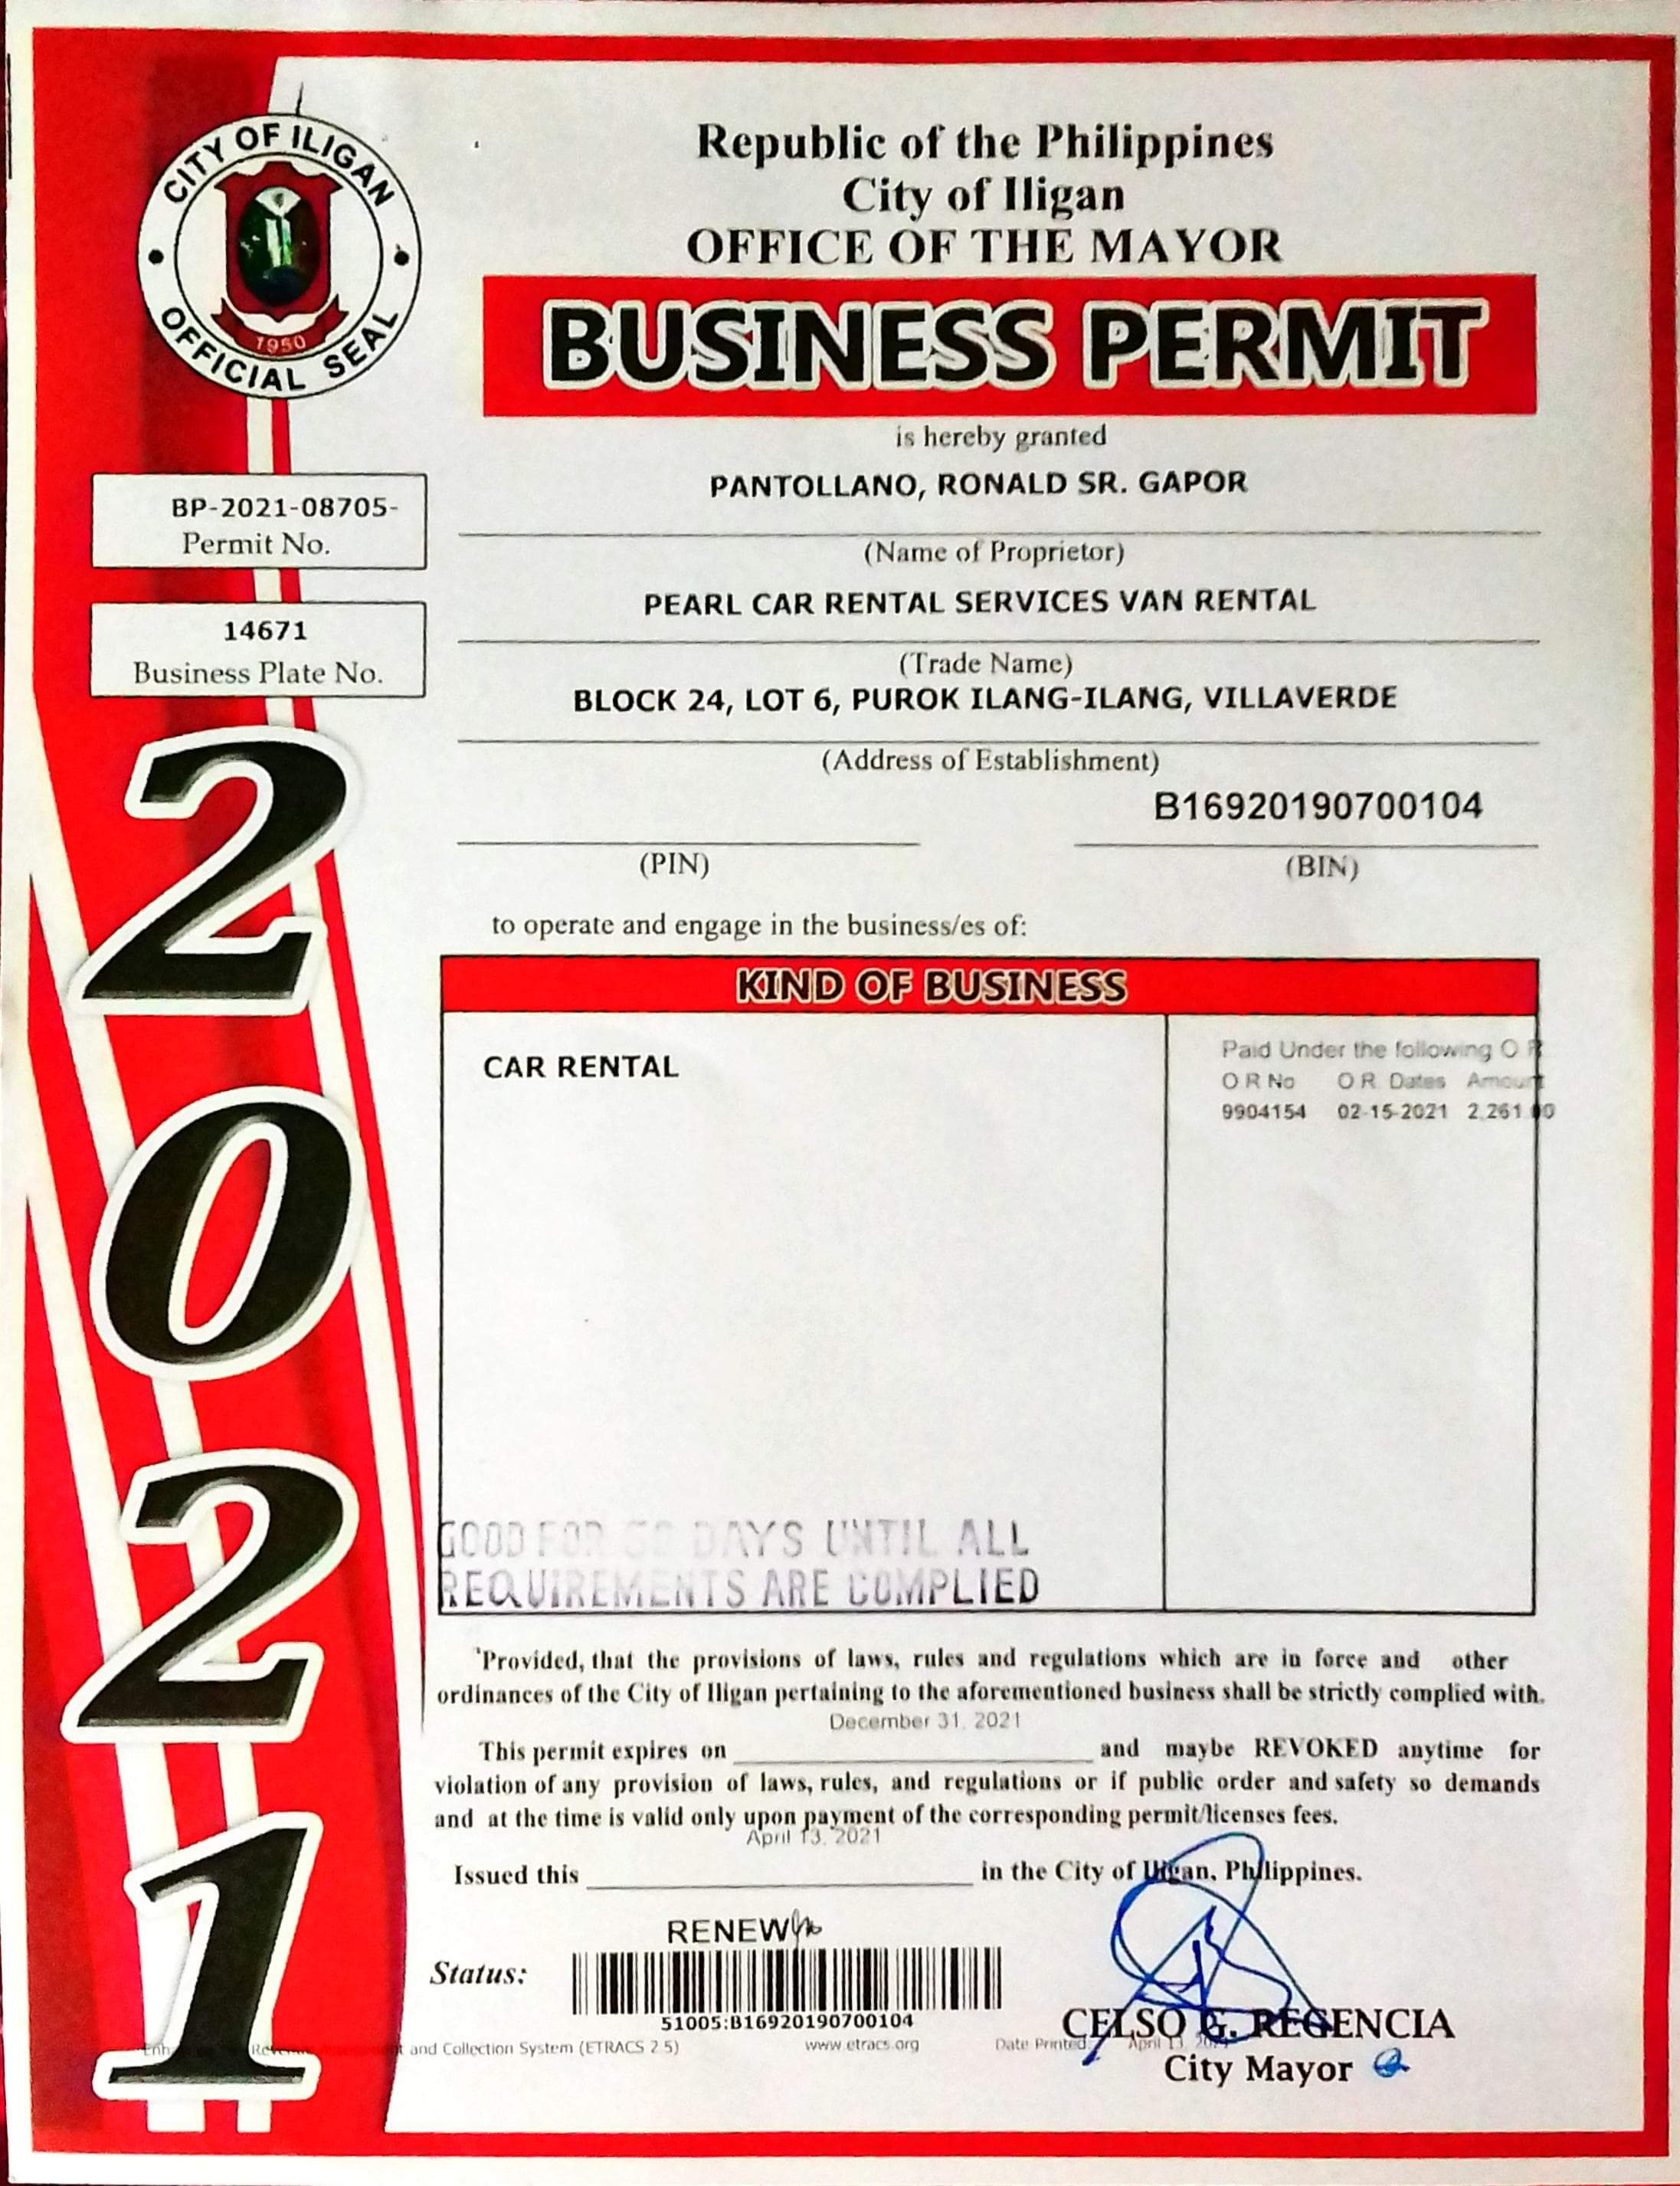 CITY OF ILIGAN
OFFICIAL SEAL
1950
Republic of the Philippines
City of Iligan
OFFICE OF THE MAYOR
BUSINESS PERMIT
is hereby granted
PANTOLLANO, RONALD SR. GAPOR
(Name of Proprietor)
BP-2021-08705-
Permit No.
PEARL CAR RENTAL SERVICES VAN RENTAL
(Trade Name)
14671
Business Plate No.
BLOCK 24, LOT 6, PUROK ILANG-ILANG, VILLAVERDE
(Address of Establishment)
B16920190700104
(PIN) (BIN)
to operate and engage in the business/es of:
KIND OF BUSINESS
CAR RENTAL
Paid Under the following O R
O R No O R Dates Amount
9904154 02-15-2021 2,261.00
GOOD FOR DAYS UNTIL ALL
REQUIREMENTS ARE COMPLIED
2021
Provided, that the provisions of laws, rules and regulations which are in force and other
ordinances of the City of Iligan pertaining to the aforementioned business shall be strictly complied with.
December 31, 2021
This permit expires on and maybe REVOKED anytime for
violation of any provision of laws, rules, and regulations or if public order and safety so demands
and at the time is valid only upon payment of the corresponding permit/licenses fees.
April 13, 2021
Issued this in the City of Iligan, Philippines.
RENEW
Status:
51005:B16920190700104
CELSO G. REGENCIA
City Mayor
and Collection System (ETRACS 2.5) www.etracs.org Date Printed: April 13,